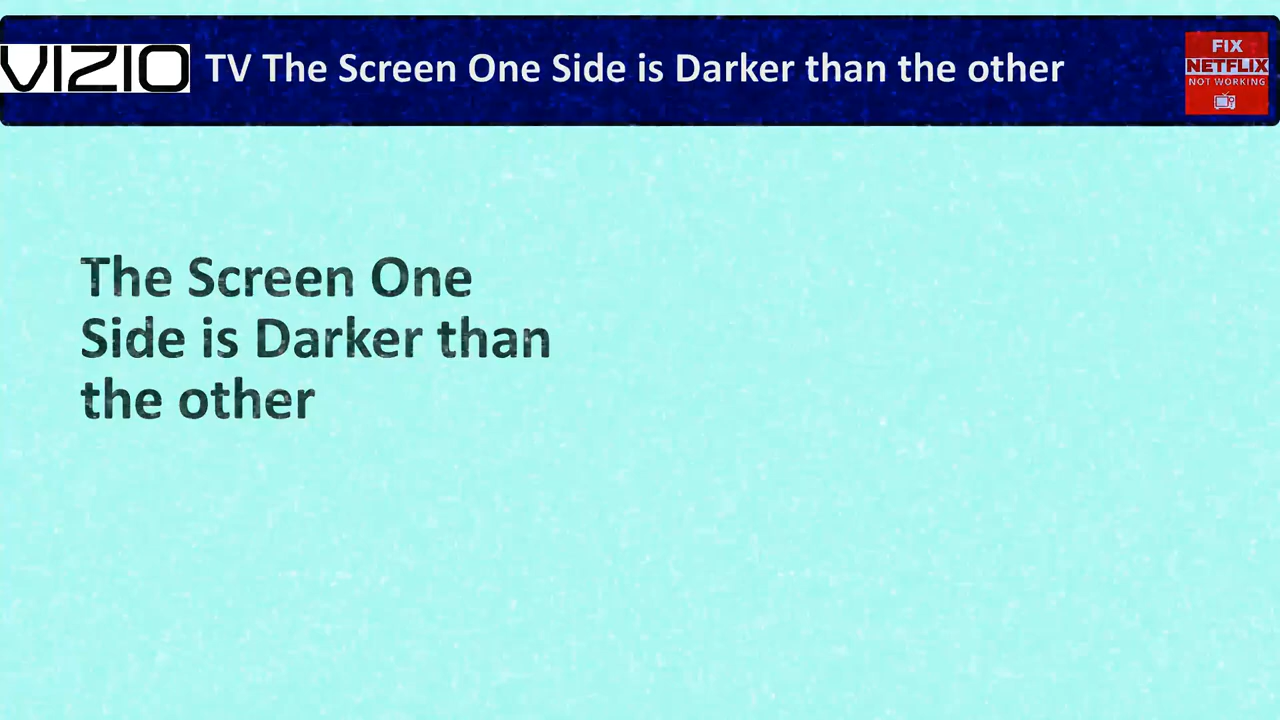 VIZIO TV The Screen One Side is Darker than the other
FIX
NETFLIX
NOT WORKING
The Screen One
Side is Darker than
the other